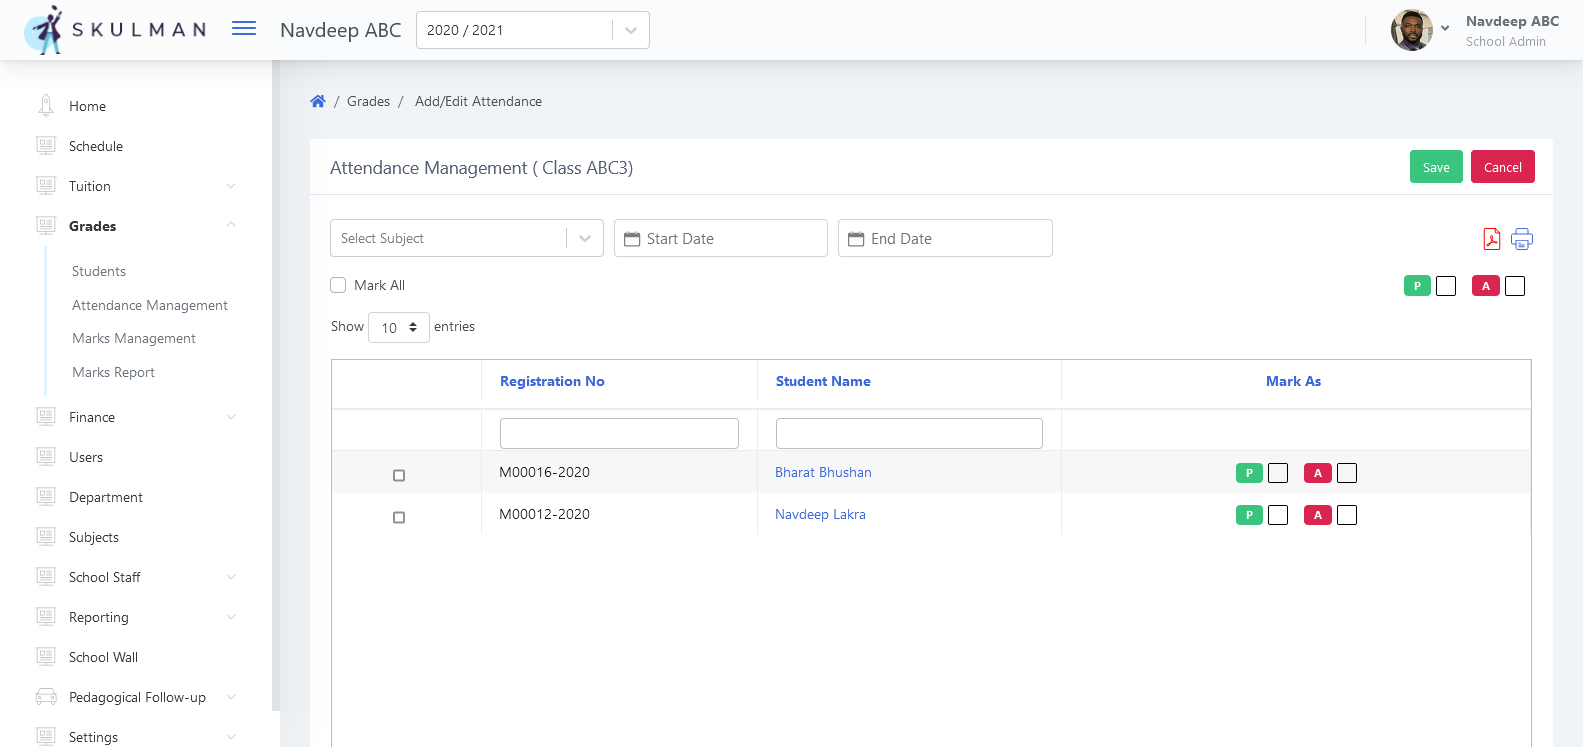 SKULMAN
Navdeep ABC
2020 / 2021
Navdeep ABC
School Admin
Home
Schedule
Tuition
Grades
Students
Attendance Management
Marks Management
Marks Report
Finance
Users
Department
Subjects
School Staff
Reporting
School Wall
Pedagogical Follow-up
Settings
/ Grades / Add/Edit Attendance
Attendance Management ( Class ABC3)
Save Cancel
Select Subject Start Date End Date
Mark All P A
Show 10 entries
Registration No Student Name Mark As
M00016-2020 Bharat Bhushan P A
M00012-2020 Navdeep Lakra P A